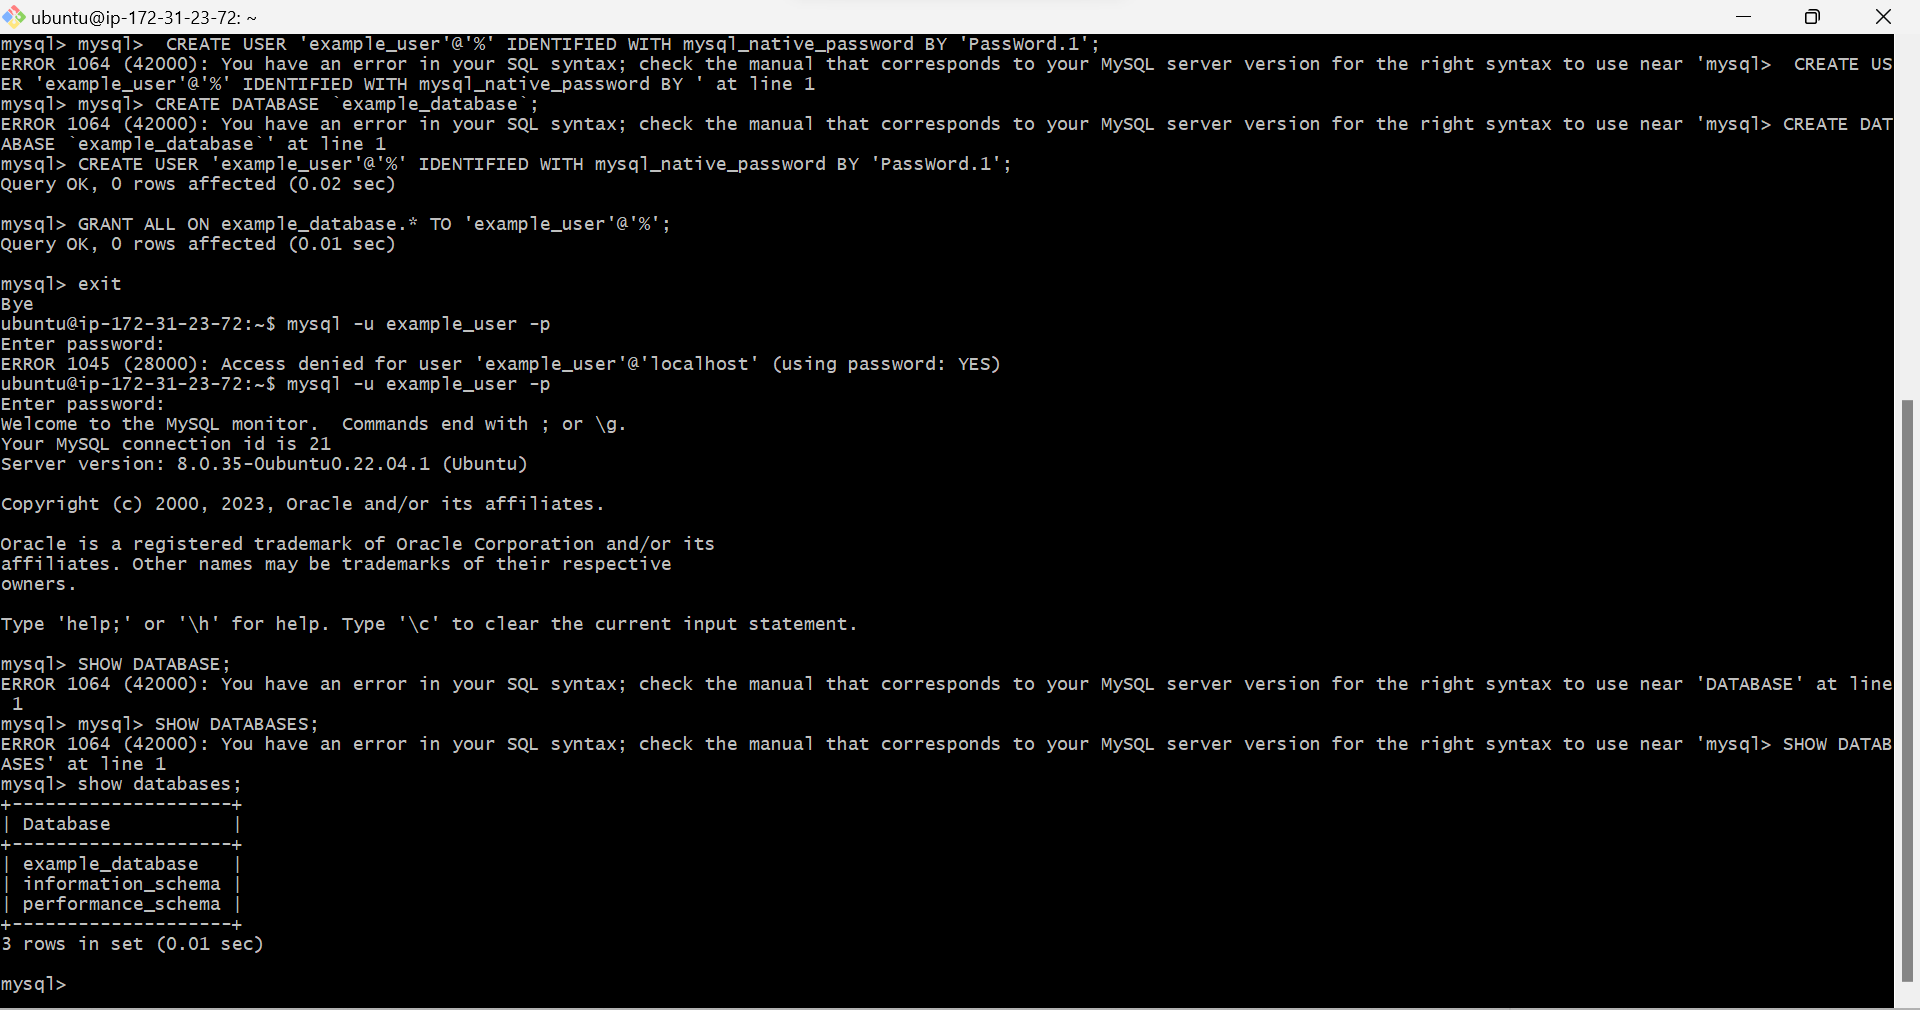 ubuntu@ip-172-31-23-72: ~
mysql> mysql>  CREATE USER 'example_user'@'%' IDENTIFIED WITH mysql_native_password BY 'PassWord.1';
ERROR 1064 (42000): You have an error in your SQL syntax; check the manual that corresponds to your MySQL server version for the right syntax to use near 'mysql>  CREATE US
ER 'example_user'@'%' IDENTIFIED WITH mysql_native_password BY ' at line 1
mysql> mysql> CREATE DATABASE `example_database`;
ERROR 1064 (42000): You have an error in your SQL syntax; check the manual that corresponds to your MySQL server version for the right syntax to use near 'mysql> CREATE DAT
ABASE `example_database`' at line 1
mysql> CREATE USER 'example_user'@'%' IDENTIFIED WITH mysql_native_password BY 'PassWord.1';
Query OK, 0 rows affected (0.02 sec)
mysql> GRANT ALL ON example_database.* TO 'example_user'@'%';
Query OK, 0 rows affected (0.01 sec)
mysql> exit
Bye
ubuntu@ip-172-31-23-72:~$ mysql -u example_user -p
Enter password:
ERROR 1045 (28000): Access denied for user 'example_user'@'localhost' (using password: YES)
ubuntu@ip-172-31-23-72:~$ mysql -u example_user -p
Enter password:
Welcome to the MySQL monitor.  Commands end with ; or \g.
Your MySQL connection id is 21
Server version: 8.0.35-0ubuntu0.22.04.1 (Ubuntu)
Copyright (c) 2000, 2023, Oracle and/or its affiliates.
Oracle is a registered trademark of Oracle Corporation and/or its
affiliates. Other names may be trademarks of their respective
owners.
Type 'help;' or '\h' for help. Type '\c' to clear the current input statement.
mysql> SHOW DATABASE;
ERROR 1064 (42000): You have an error in your SQL syntax; check the manual that corresponds to your MySQL server version for the right syntax to use near 'DATABASE' at line
 1
mysql> mysql> SHOW DATABASES;
ERROR 1064 (42000): You have an error in your SQL syntax; check the manual that corresponds to your MySQL server version for the right syntax to use near 'mysql> SHOW DATAB
ASES' at line 1
mysql> show databases;
+--------------------+
| Database           |
+--------------------+
| example_database   |
| information_schema |
| performance_schema |
+--------------------+
3 rows in set (0.01 sec)
mysql>